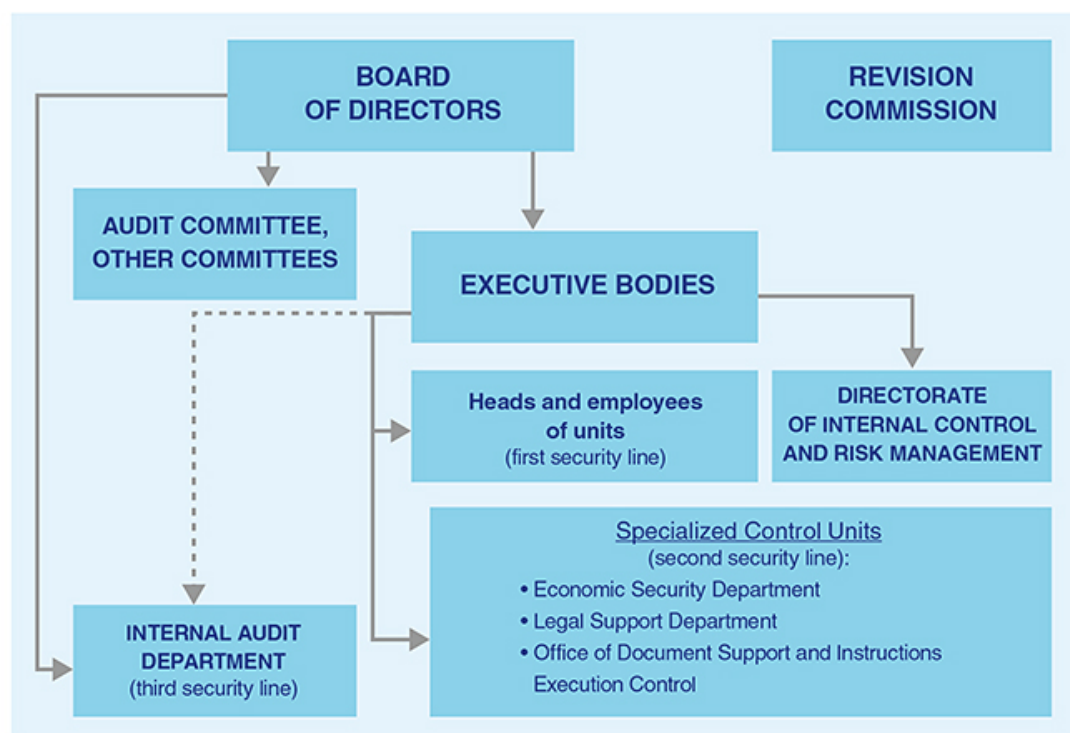 BOARD
OF DIRECTORS
REVISION
COMMISSION
AUDIT COMMITTEE,
OTHER COMMITTEES
EXECUTIVE BODIES
Heads and employees
of units
(first security line)
DIRECTORATE
OF INTERNAL CONTROL
AND RISK MANAGEMENT
Specialized Control Units
(second security line):
• Economic Security Department
• Legal Support Department
• Office of Document Support and Instructions
Execution Control
INTERNAL AUDIT
DEPARTMENT
(third security line)